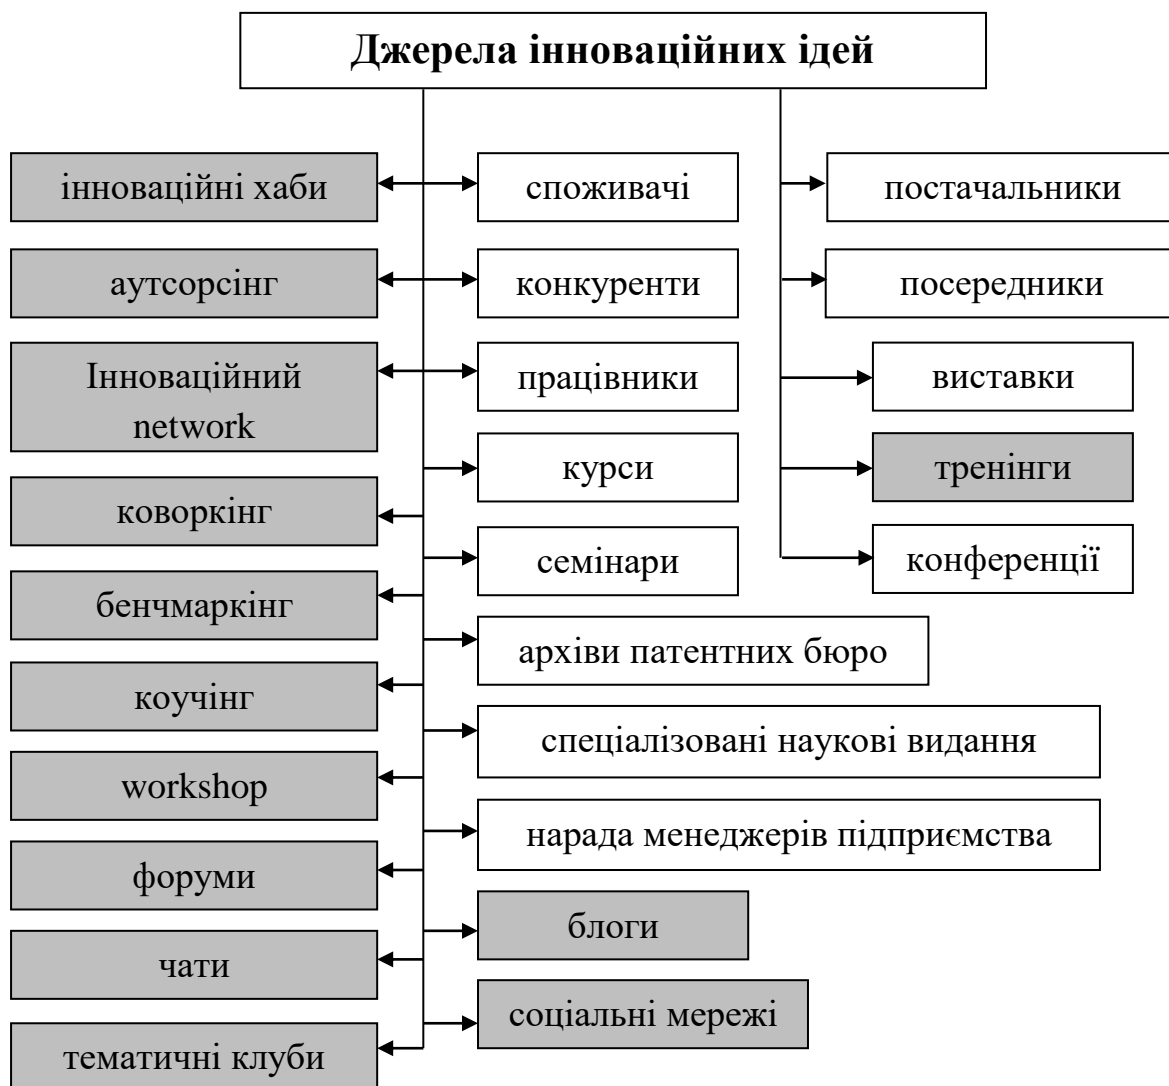 Джерела інноваційних ідей
інноваційні хаби
споживачі
постачальники
аутсорсінг
конкуренти
посередники
Інноваційний
network
працівники
виставки
курси
тренінги
коворкінг
семінари
конференції
бенчмаркінг
архіви патентних бюро
коучінг
спеціалізовані наукові видання
workshop
нарада менеджерів підприємства
форуми
блоги
чати
соціальні мережі
тематичні клуби